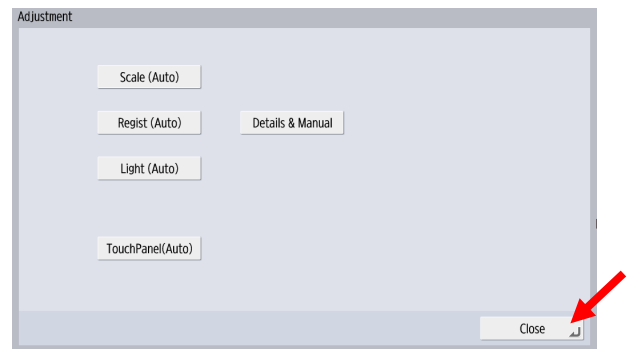 Adjustment
Scale (Auto)
Regist (Auto) Details & Manual
Light (Auto)
TouchPanel(Auto)
Close